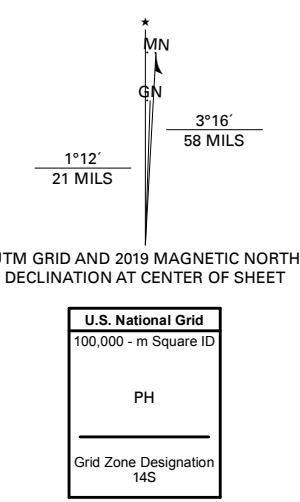 MN
GN
3°16´
58 MILS
1°12´
21 MILS
UTM GRID AND 2019 MAGNETIC NORTH
DECLINATION AT CENTER OF SHEET
U.S. National Grid
100,000 - m Square ID
PH
Grid Zone Designation
14S